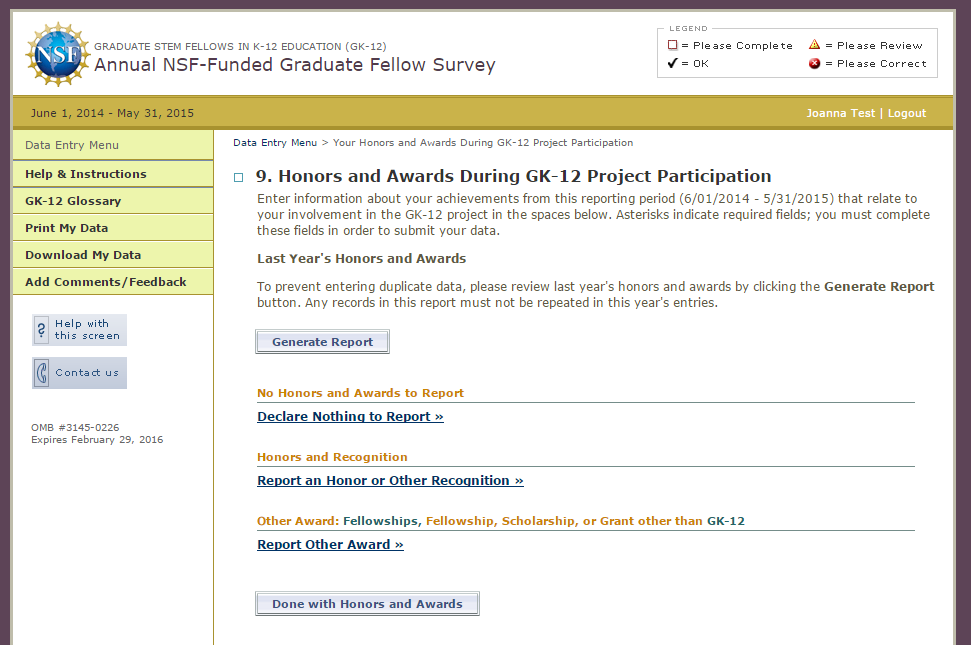 NSF
GRADUATE STEM FELLOWS IN K-12 EDUCATION (GK-12)
Annual NSF-Funded Graduate Fellow Survey
LEGEND
= Please Complete
= Please Review
= OK
= Please Correct
June 1, 2014 - May 31, 2015
Joanna Test | Logout
Data Entry Menu
Help & Instructions
GK-12 Glossary
Print My Data
Download My Data
Add Comments/Feedback
? Help with
this screen
Contact us
OMB #3145-0226
Expires February 29, 2016
Data Entry Menu > Your Honors and Awards During GK-12 Project Participation
9. Honors and Awards During GK-12 Project Participation
Enter information about your achievements from this reporting period (6/01/2014 - 5/31/2015) that relate to
your involvement in the GK-12 project in the spaces below. Asterisks indicate required fields; you must complete
these fields in order to submit your data.
Last Year's Honors and Awards
To prevent entering duplicate data, please review last year's honors and awards by clicking the Generate Report
button. Any records in this report must not be repeated in this year's entries.
Generate Report
No Honors and Awards to Report
Declare Nothing to Report »
Honors and Recognition
Report an Honor or Other Recognition »
Other Award: Fellowships, Fellowship, Scholarship, or Grant other than GK-12
Report Other Award »
Done with Honors and Awards